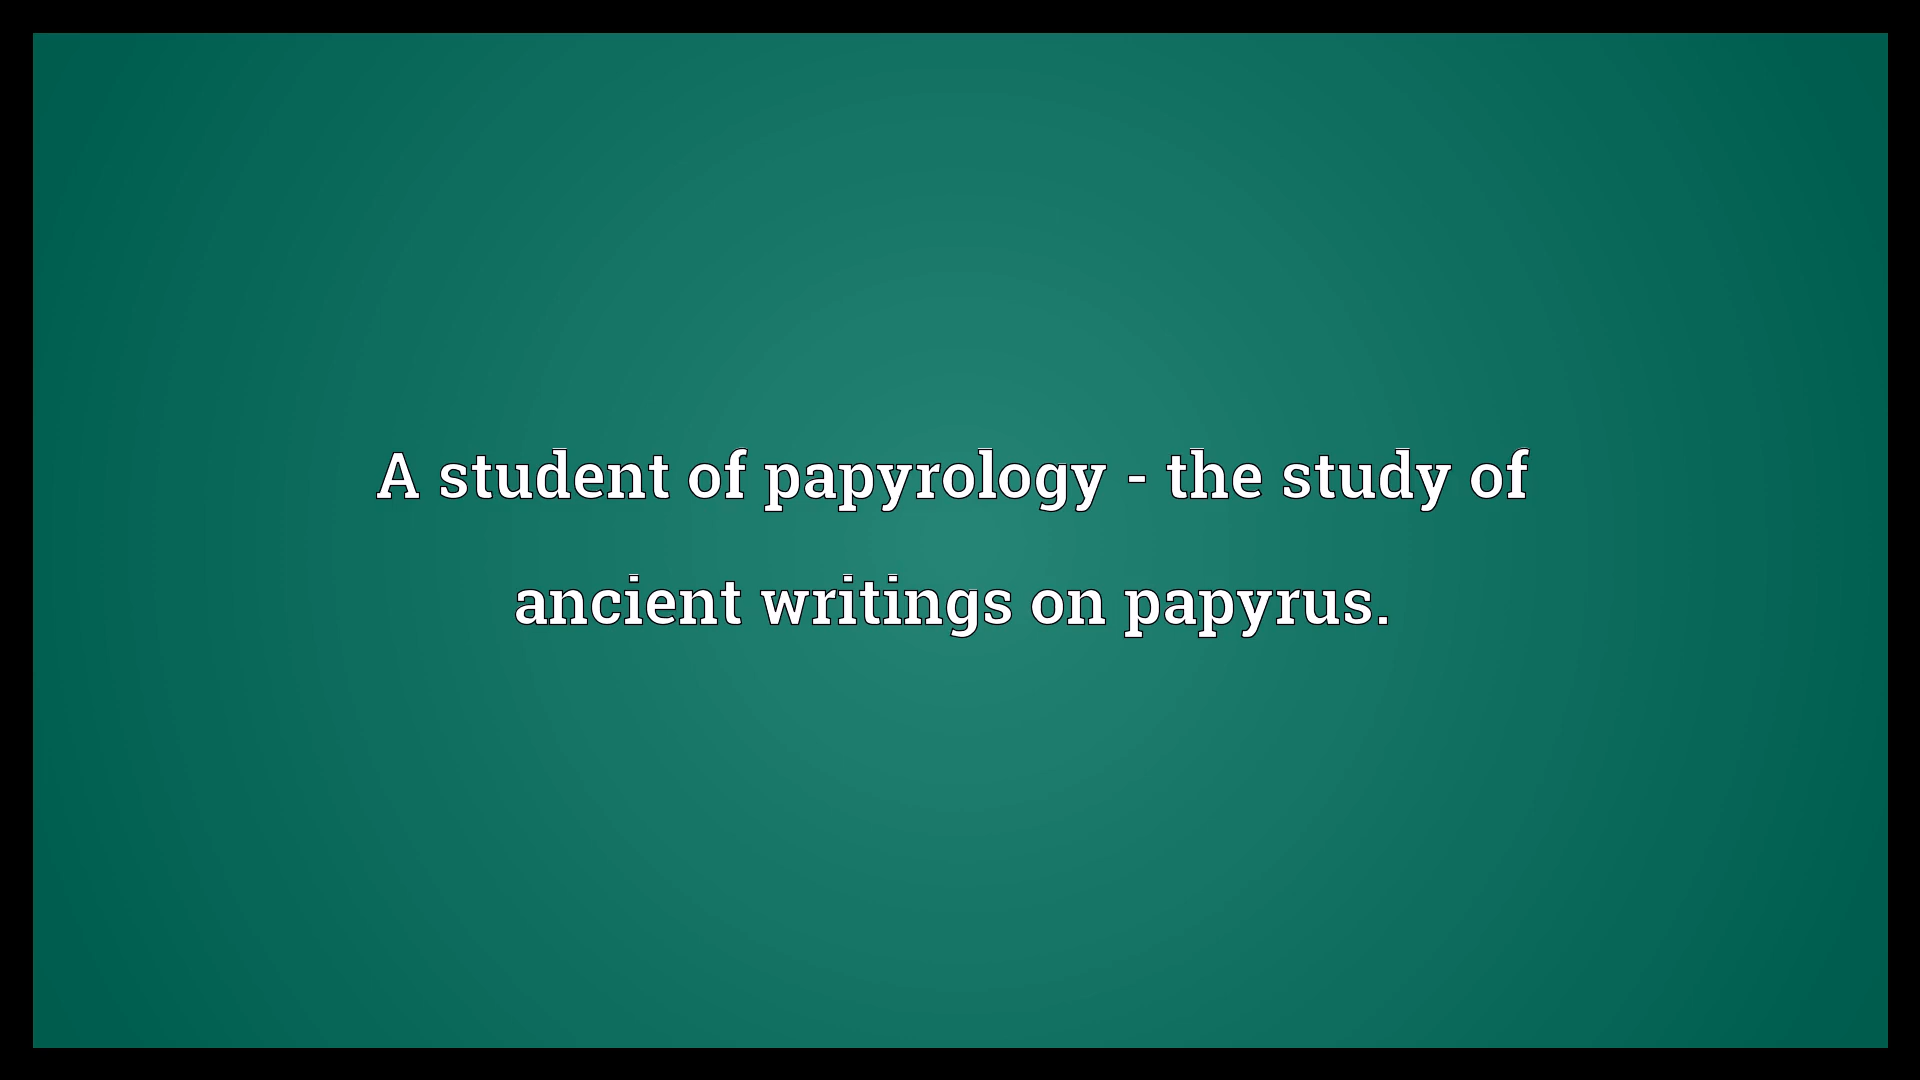 A student of papyrology - the study of
ancient writings on papyrus.